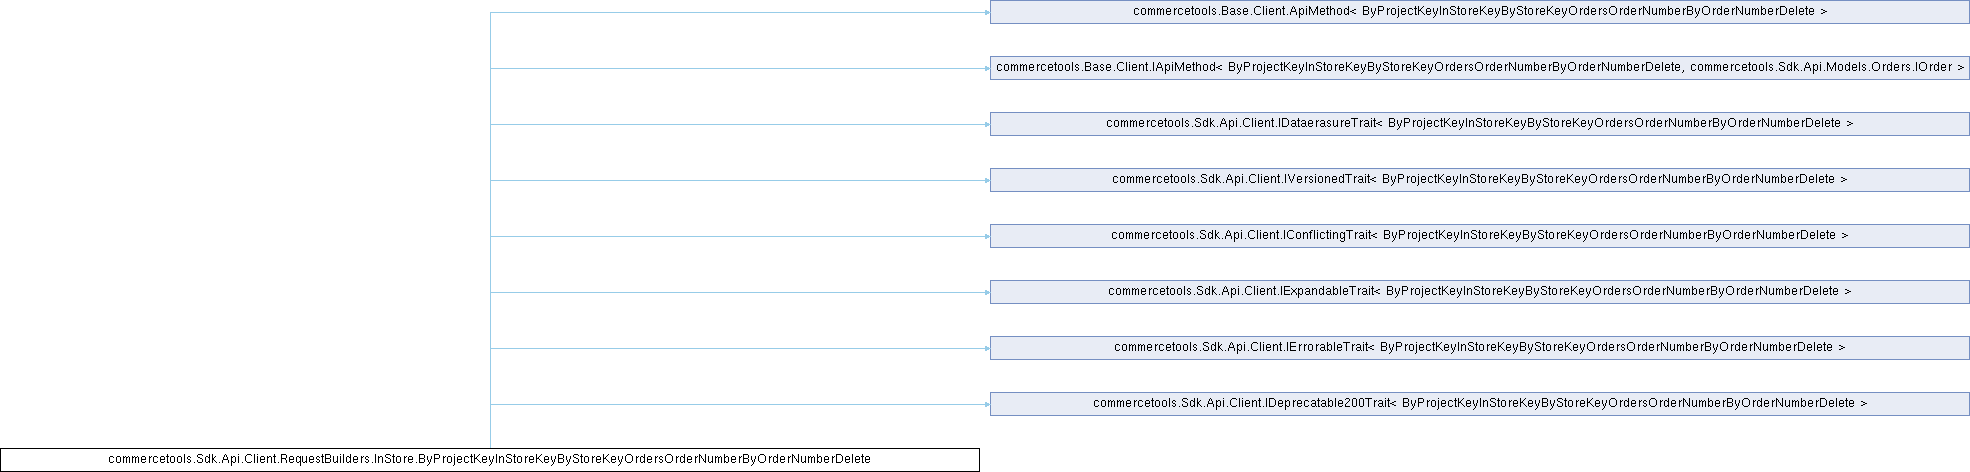 commercetools.Base.Client.ApiMethod< ByProjectKeyInStoreKeyByStoreKeyOrdersOrderNumberByOrderNumberDelete >
commercetools.Base.Client.IApiMethod< ByProjectKeyInStoreKeyByStoreKeyOrdersOrderNumberByOrderNumberDelete, commercetools.Sdk.Api.Models.Orders.IOrder >
commercetools.Sdk.Api.Client.IDataerasureTrait< ByProjectKeyInStoreKeyByStoreKeyOrdersOrderNumberByOrderNumberDelete >
commercetools.Sdk.Api.Client.IVersionedTrait< ByProjectKeyInStoreKeyByStoreKeyOrdersOrderNumberByOrderNumberDelete >
commercetools.Sdk.Api.Client.IConflictingTrait< ByProjectKeyInStoreKeyByStoreKeyOrdersOrderNumberByOrderNumberDelete >
commercetools.Sdk.Api.Client.IExpandableTrait< ByProjectKeyInStoreKeyByStoreKeyOrdersOrderNumberByOrderNumberDelete >
commercetools.Sdk.Api.Client.IErrorableTrait< ByProjectKeyInStoreKeyByStoreKeyOrdersOrderNumberByOrderNumberDelete >
commercetools.Sdk.Api.Client.IDeprecatable200Trait< ByProjectKeyInStoreKeyByStoreKeyOrdersOrderNumberByOrderNumberDelete >
commercetools.Sdk.Api.Client.RequestBuilders.InStore.ByProjectKeyInStoreKeyByStoreKeyOrdersOrderNumberByOrderNumberDelete